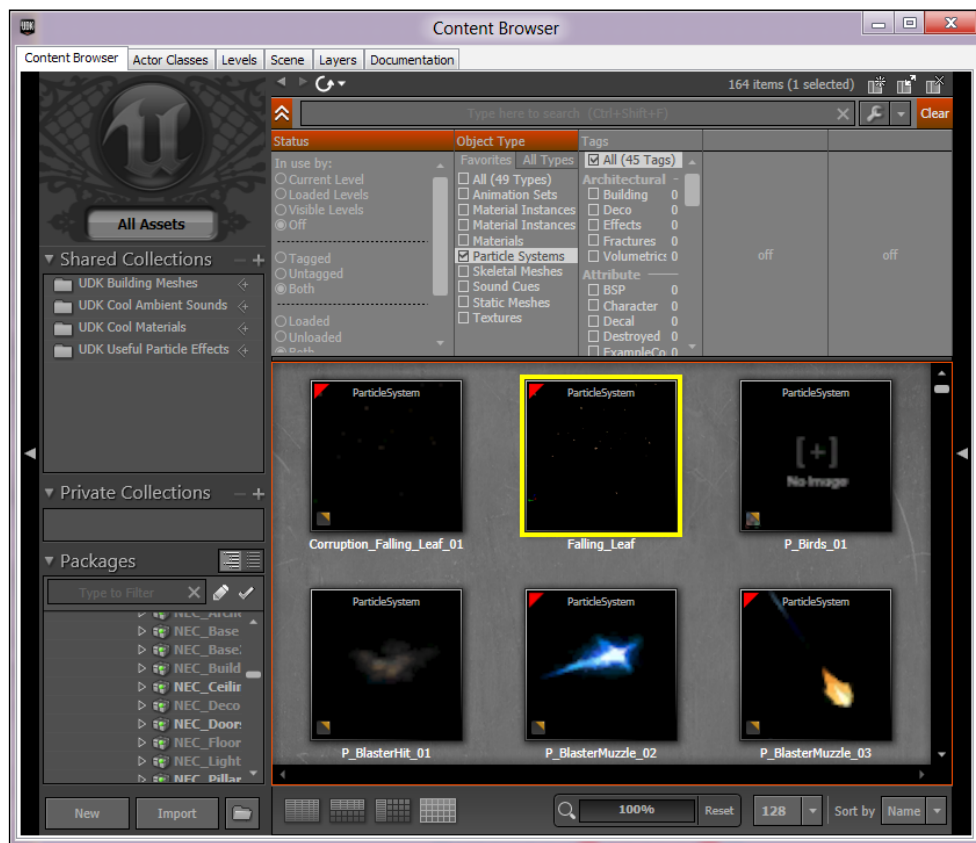 UDK
Content Browser
X
Content Browser
Actor Classes
Levels
Scene
Layers
Documentation
164 items (1 selected)
Type here to search (Ctrl+Shift+F)
Clear
All Assets
Shared Collections
UDK Building Meshes
UDK Cool Ambient Sounds
UDK Cool Materials
UDK Useful Particle Effects
Private Collections
Packages
Type to Filter
NEC_Base
NEC_Build
NEC_Ceilin
NEC_Deco
NEC_Doors
NEC_Floor
NEC_Light
NEC_Pillar
New
Import
Status
In use by:
Current Level
Loaded Levels
Visible Levels
Off
Tagged
Untagged
Both
Loaded
Unloaded
Both
Object Type
Favorites
All Types
All (49 Types)
Animation Sets
Material Instances
Material Instances
Materials
Particle Systems
Skeletal Meshes
Sound Cues
Static Meshes
Textures
Tags
All (45 Tags)
Architectural
Building 0
Deco 0
Effects 0
Fractures 0
Volumetrics 0
Attribute
BSP 0
Character 0
Decal 0
Destroyed 0
ExampleCo 0
off
off
ParticleSystem
Corruption_Falling_Leaf_01
ParticleSystem
Falling_Leaf
ParticleSystem
[+]
No Image
P_Birds_01
ParticleSystem
P_BlasterHit_01
ParticleSystem
P_BlasterMuzzle_02
ParticleSystem
P_BlasterMuzzle_03
100%
Reset
128
Sort by
Name